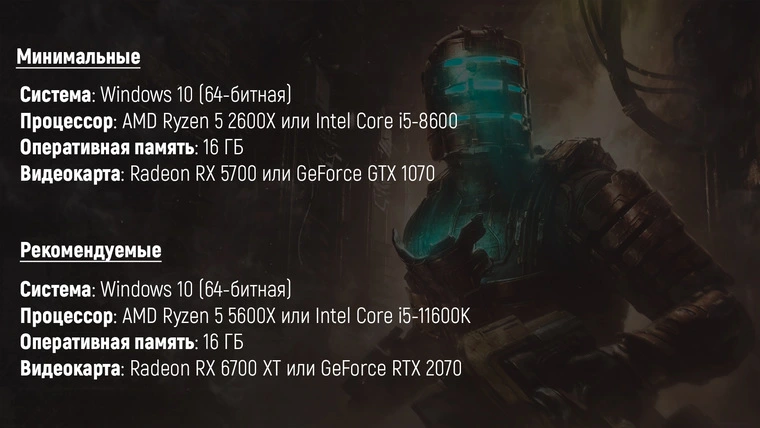 Минимальные
Система: Windows 10 (64-битная)
Процессор: AMD Ryzen 5 2600X или Intel Core i5-8600
Оперативная память: 16 ГБ
Видеокарта: Radeon RX 5700 или GeForce GTX 1070
Рекомендуемые
Система: Windows 10 (64-битная)
Процессор: AMD Ryzen 5 5600X или Intel Core i5-11600K
Оперативная память: 16 ГБ
Видеокарта: Radeon RX 6700 XT или GeForce RTX 2070